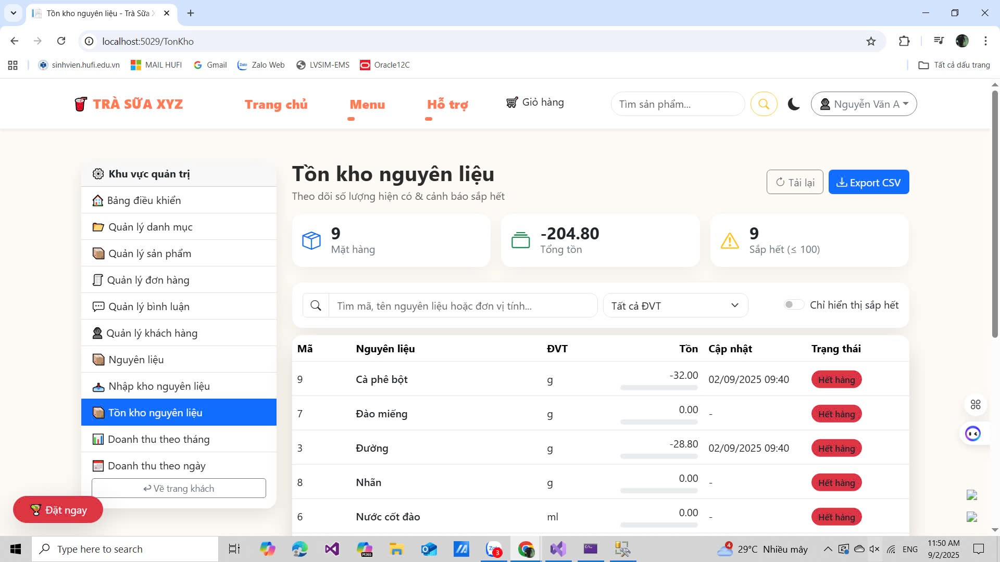 Tồn kho nguyên liệu - Trà Sữa X
localhost:5029/TonKho
sinhvien.hufi.edu.vn
MAIL HUFI
Gmail
Zalo Web
LVSIM-EMS
Oracle12C
Tất cả dấu trang
TRÀ SỮA XYZ
Trang chủ
Menu
Hỗ trợ
Giỏ hàng
Tìm sản phẩm...
Nguyễn Văn A
Khu vực quản trị
Bảng điều khiển
Quản lý danh mục
Quản lý sản phẩm
Quản lý đơn hàng
Quản lý bình luận
Quản lý khách hàng
Nguyên liệu
Nhập kho nguyên liệu
Tồn kho nguyên liệu
Doanh thu theo tháng
Doanh thu theo ngày
Về trang khách
Đặt ngay
Tồn kho nguyên liệu
Theo dõi số lượng hiện có & cảnh báo sắp hết
Tải lại
Export CSV
9
Mặt hàng
-204.80
Tổng tồn
9
Sắp hết (≤ 100)
Tìm mã, tên nguyên liệu hoặc đơn vị tính...
Tất cả ĐVT
Chỉ hiển thị sắp hết
Mã Nguyên liệu ĐVT Tồn Cập nhật Trạng thái
9 Cà phê bột g -32.00 02/09/2025 09:40 Hết hàng
7 Đào miếng g 0.00 - Hết hàng
3 Đường g -28.80 02/09/2025 09:40 Hết hàng
8 Nhãn g 0.00 - Hết hàng
6 Nước cốt đào ml 0.00 - Hết hàng
Type here to search
M365
Zalo
3
4
29°C Nhiều mây
ENG
11:50 AM
9/2/2025